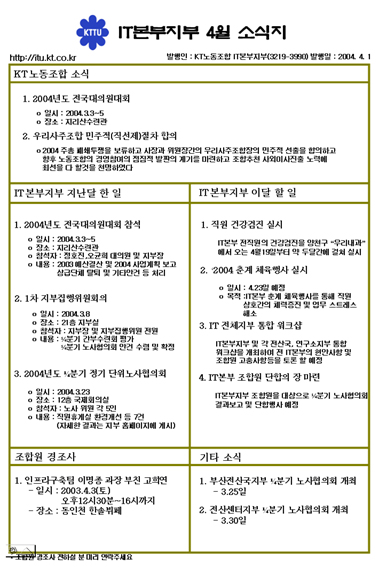 KTTU
IT본부지부 4월 소식지
http://itu.kt.co.kr
발행인 : KT노동조합 IT본부지부(3219-3990) 발행일 : 2004. 4. 1
KT노동조합 소식
1. 2004년도 전국대의원대회
o 일시 : 2004.3.3~5
o 장소 : 지리산수련관
2. 우리사주조합 민주적(직선제)절차 합의
o 2004 주총 폐쇄투쟁을 보류하고 사장과 위원장간의 우리사주조합장의 민주적 선출을 합의하고
향후 노동조합의 경영참여의 점점적 발판의 계기를 마련하고 조합추천 사외이사진출 노력에
최선을 다 할것을 천명하였다
IT본부지부 지난달 한 일
1. 2004년도 전국대의원대회 참석
o 일시 : 2004.3.3~5
o 장소 : 지리산수련관
o 참석자 : 정호진,오균희 대의원 및 지부장
o 내용 : 2003 예산결산 및 2004 사업계획 보고
상급단체 탈퇴 및 기타안건 등 처리
2. 1차 지부집행위원회의
o 일시 : 2004.3.8
o 장소 : 21층 지부실
o 참석자 : 지부장 및 지부집행위원 전원
o 내용 : ¼분기 간부수련회 평가
¼분기 노사협의회 안건 수렴 및 확정
3. 2004년도 ¼분기 정기 단위노사협의회
o 일시 : 2004.3.23
o 장소 : 12층 국제회의실
o 참석자 : 노사 위원 각 5인
o 내용 : 직원휴게실 환경개선 등 7건
(자세한 결과는 지부 홈페이지에 게시)
IT본부지부 이달 할 일
1. 직원 건강검진 실시
IT본부 전직원의 건강검진을 양천구 "우리내과"
에서 오는 4월19일부터 약 두달간에 걸쳐 실시
2. '2004 춘계 체육행사 실시
o 일시 : 4.23일 예정
o 목적 :IT본부 춘계 체육행사를 통해 직원
상호간의 체력증진 및 업무 스트레스
해소
3. IT 전체지부 통합 워크샵
IT본부지부 및 각 전산국, 연구소지부 통합
워크샵을 개최하여 전 IT본부의 현안사항 및
조합원 고충사항등을 토론 할 예정
4. IT본부 조합원 단합의 장 마련
IT본부지부 조합원을 대상으로 ¼분기 노사협의회
결과보고 및 단합행사 예정
조합원 경조사
1. 인프라구축팀 이명종 과장 부친 고희연
- 일시 : 2003.4.3(토)
오후12시30분~16시까지
- 장소 : 동인천 한솔뷔페
기타 소식
1. 부산전산국지부 ¼분기 노사협의회 개최
- 3.25일
2. 전산센터지부 ¼분기 노사협의회 개최
- 3.30일
* 조합원 경조사 전하실 분 미리 연락주세요